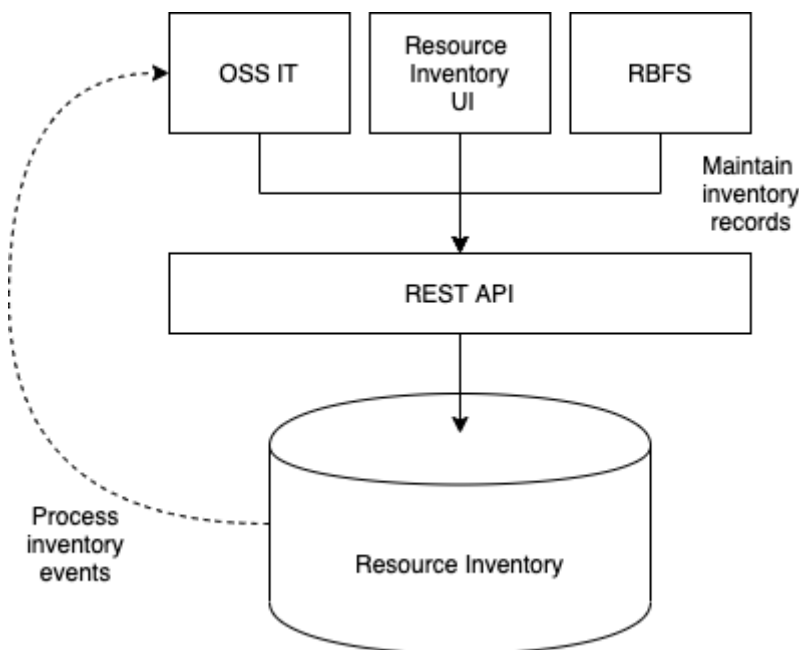 OSS IT
Resource
Inventory
UI
RBFS
Maintain
inventory
records
REST API
Process
inventory
events
Resource Inventory